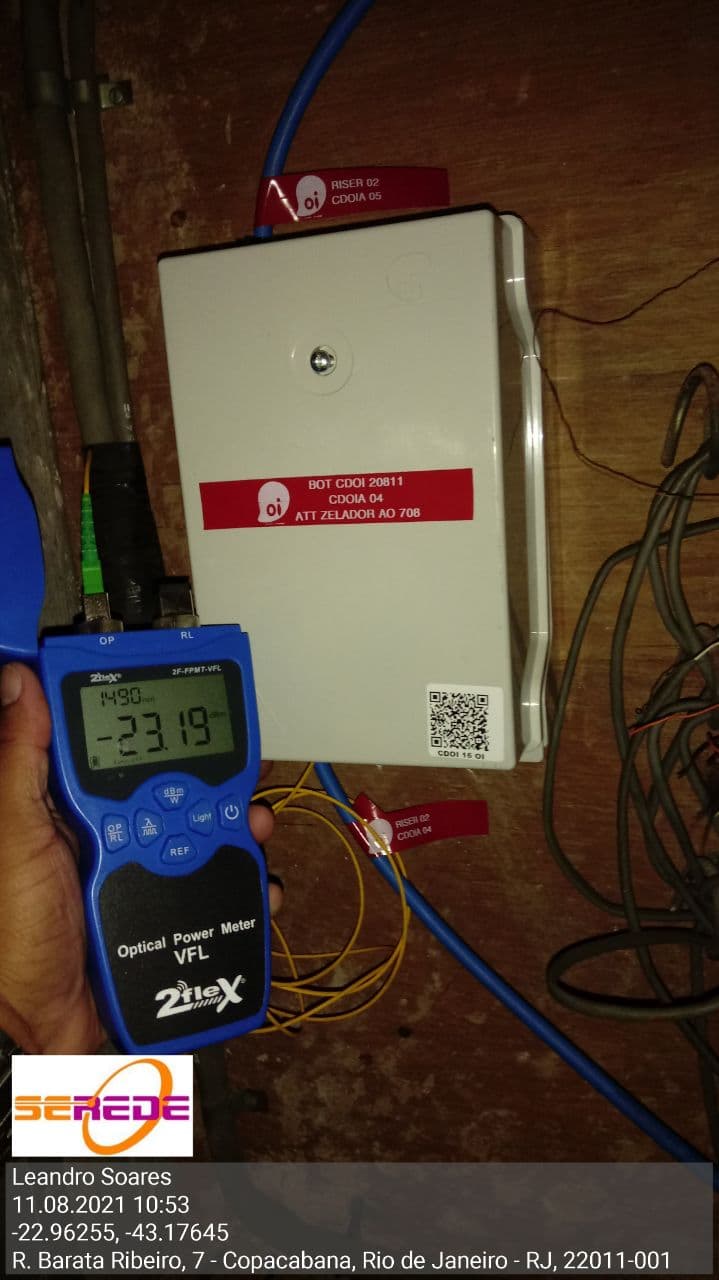 oi
RISER 02
CDOIA 05
oi
BOT CDOI 20811
CDOIA 04
ATT ZELADOR AO 708
OP
RL
2flex
2F-FPMT-VFL
1490
-23.19
dBm
W
OP
RL
λ
Light
REF
CDOI 16 OI
RISER 02
CDOIA 04
Optical Power Meter
VFL
2flex
SEREDE
Leandro Soares
11.08.2021 10:53
-22.96255, -43.17645
R. Barata Ribeiro, 7 - Copacabana, Rio de Janeiro - RJ, 22011-001